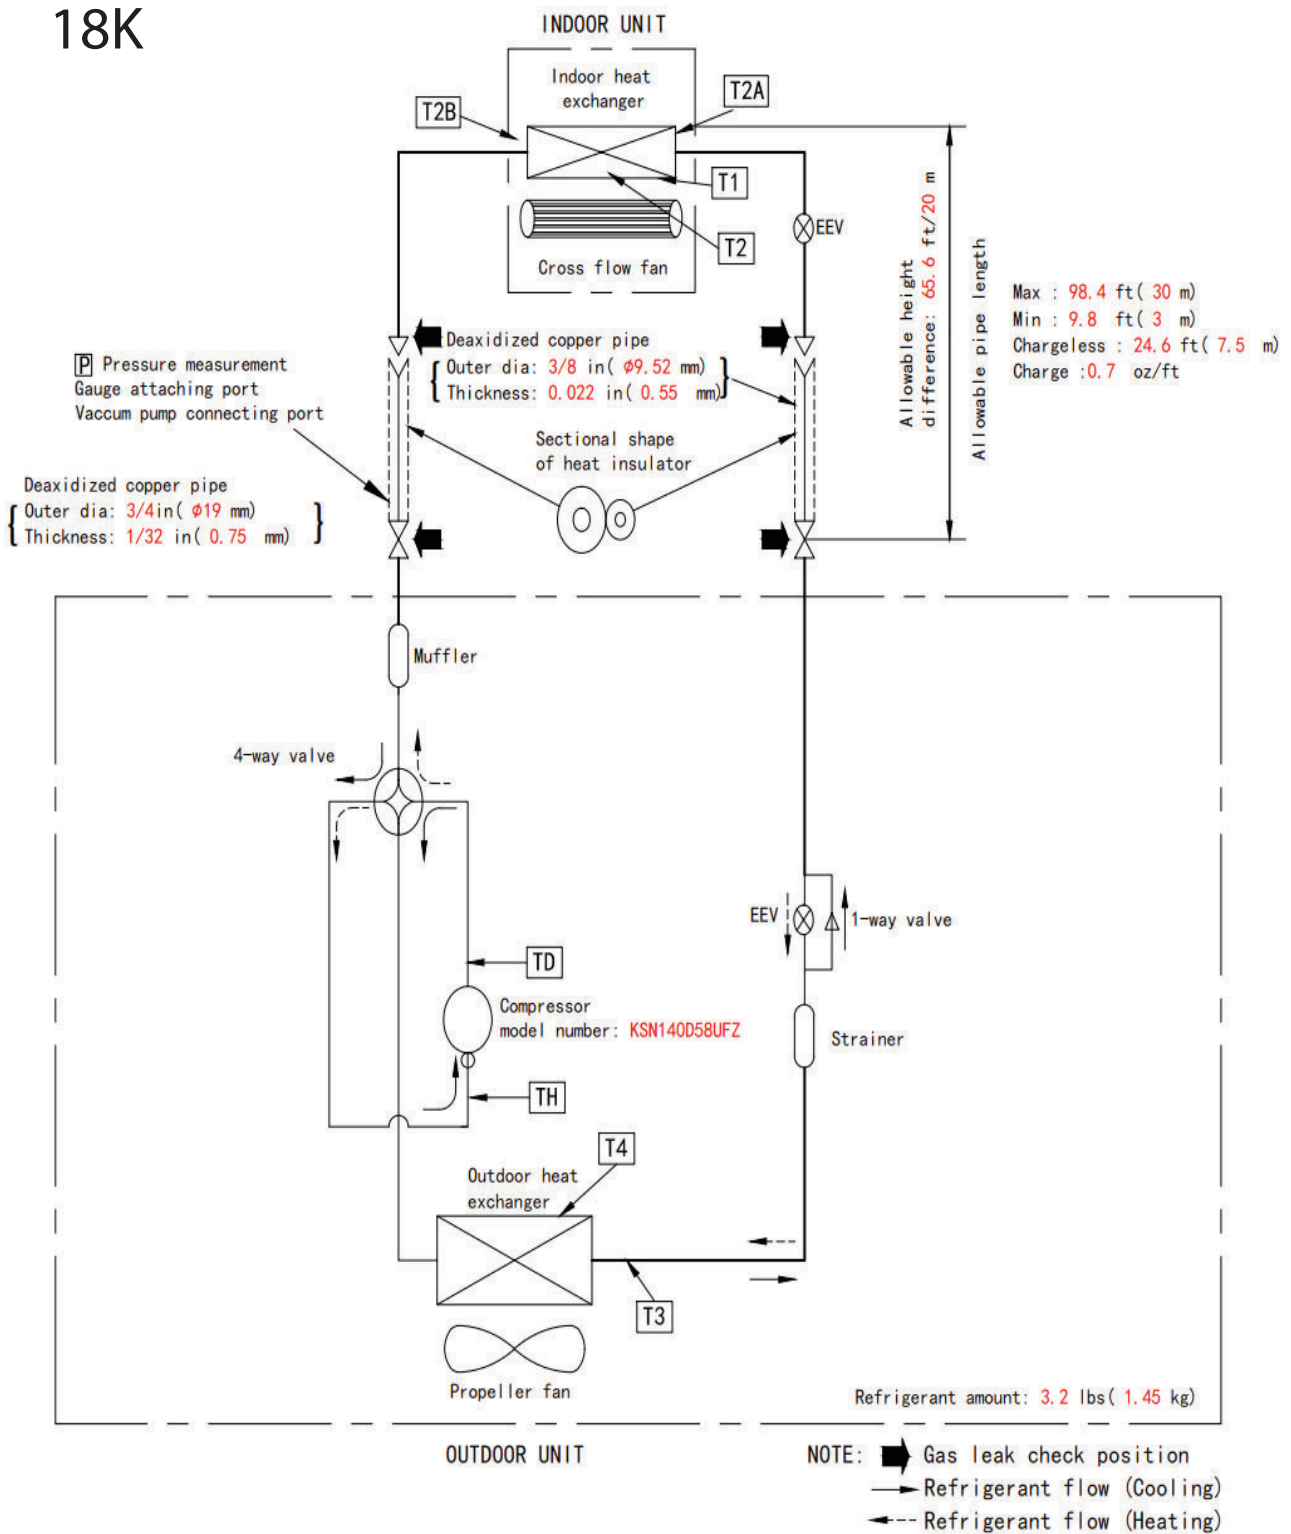 18K
INDOOR UNIT
Indoor heat
exchanger
T2B
T2A
T1
T2
EEV
Cross flow fan
Allowable height
difference: 65.6 ft/20 m
Allowable pipe length
Max : 98.4 ft( 30 m)
Min : 9.8 ft( 3 m)
Chargeless : 24.6 ft( 7.5 m)
Charge :0.7 oz/ft
Deaxidized copper pipe
Outer dia: 3/8 in( φ9.52 mm)
Thickness: 0.022 in( 0.55 mm)
P Pressure measurement
Gauge attaching port
Vaccum pump connecting port
Sectional shape
of heat insulator
Deaxidized copper pipe
Outer dia: 3/4in( φ19 mm)
Thickness: 1/32 in( 0.75 mm)
Muffler
4-way valve
EEV
1-way valve
TD
Compressor
model number: KSN140D58UFZ
Strainer
TH
T4
Outdoor heat
exchanger
T3
Propeller fan
Refrigerant amount: 3.2 lbs( 1.45 kg)
OUTDOOR UNIT
NOTE: Gas leak check position
Refrigerant flow (Cooling)
Refrigerant flow (Heating)